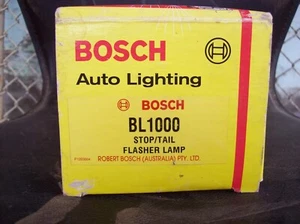 BOSCH
Auto Lighting
BOSCH
BL1000
STOP/TAIL
FLASHER LAMP
ROBERT BOSCH (AUSTRALIA) PTY. LTD.